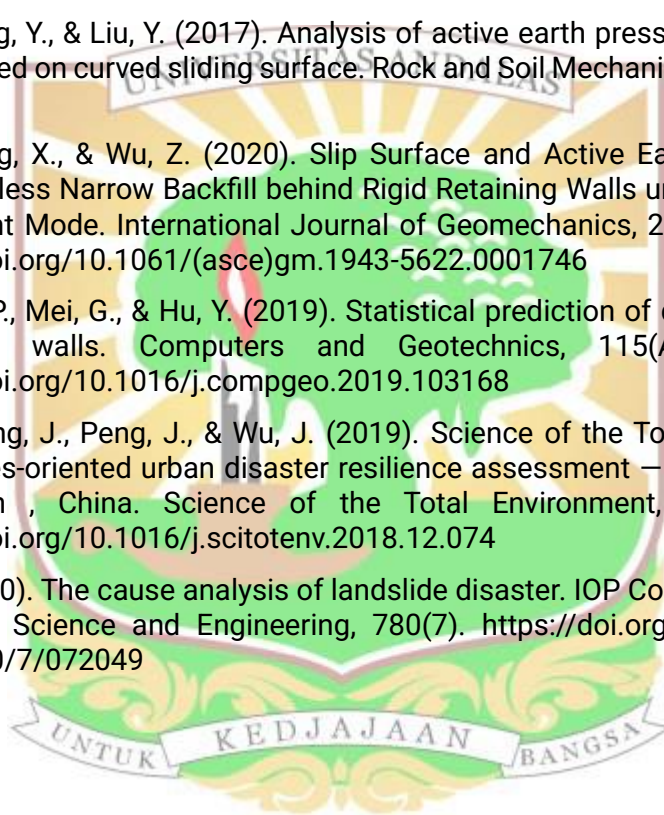 g, Y., & Liu, Y. (2017). Analysis of active earth press
UNIVERSITAS ANDALAS
ed on curved sliding surface. Rock and Soil Mechani
g, X., & Wu, Z. (2020). Slip Surface and Active Ea
less Narrow Backfill behind Rigid Retaining Walls u
nt Mode. International Journal of Geomechanics, 2
oi.org/10.1061/(asce)gm.1943-5622.0001746
P., Mei, G., & Hu, Y. (2019). Statistical prediction of
walls. Computers and Geotechnics, 115(
oi.org/10.1016/j.compgeo.2019.103168
ng, J., Peng, J., & Wu, J. (2019). Science of the To
es-oriented urban disaster resilience assessment —
, China. Science of the Total Environment,
oi.org/10.1016/j.scitotenv.2018.12.074
0). The cause analysis of landslide disaster. IOP Co
Science and Engineering, 780(7). https://doi.org
0/7/072049
UNTUK KEDJAJAAN BANGSA